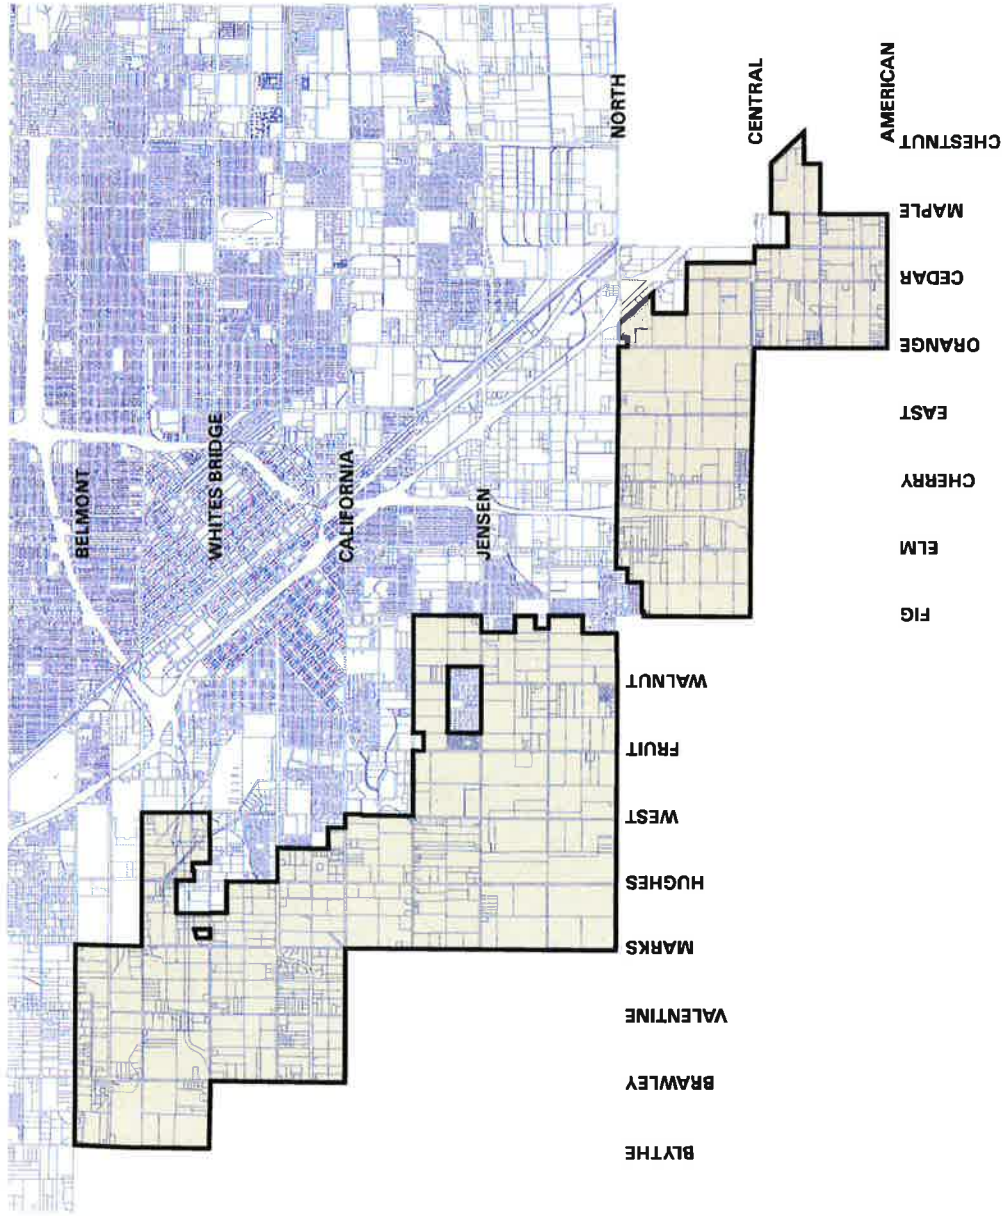 BELMONT
WHITES BRIDGE
CALIFORNIA
JENSEN
NORTH
CENTRAL
AMERICAN
BLYTHE
BRAWLEY
VALENTINE
MARKS
HUGHES
WEST
FRUIT
WALNUT
FIG
ELM
CHERRY
EAST
ORANGE
CEDAR
MAPLE
CHESTNUT